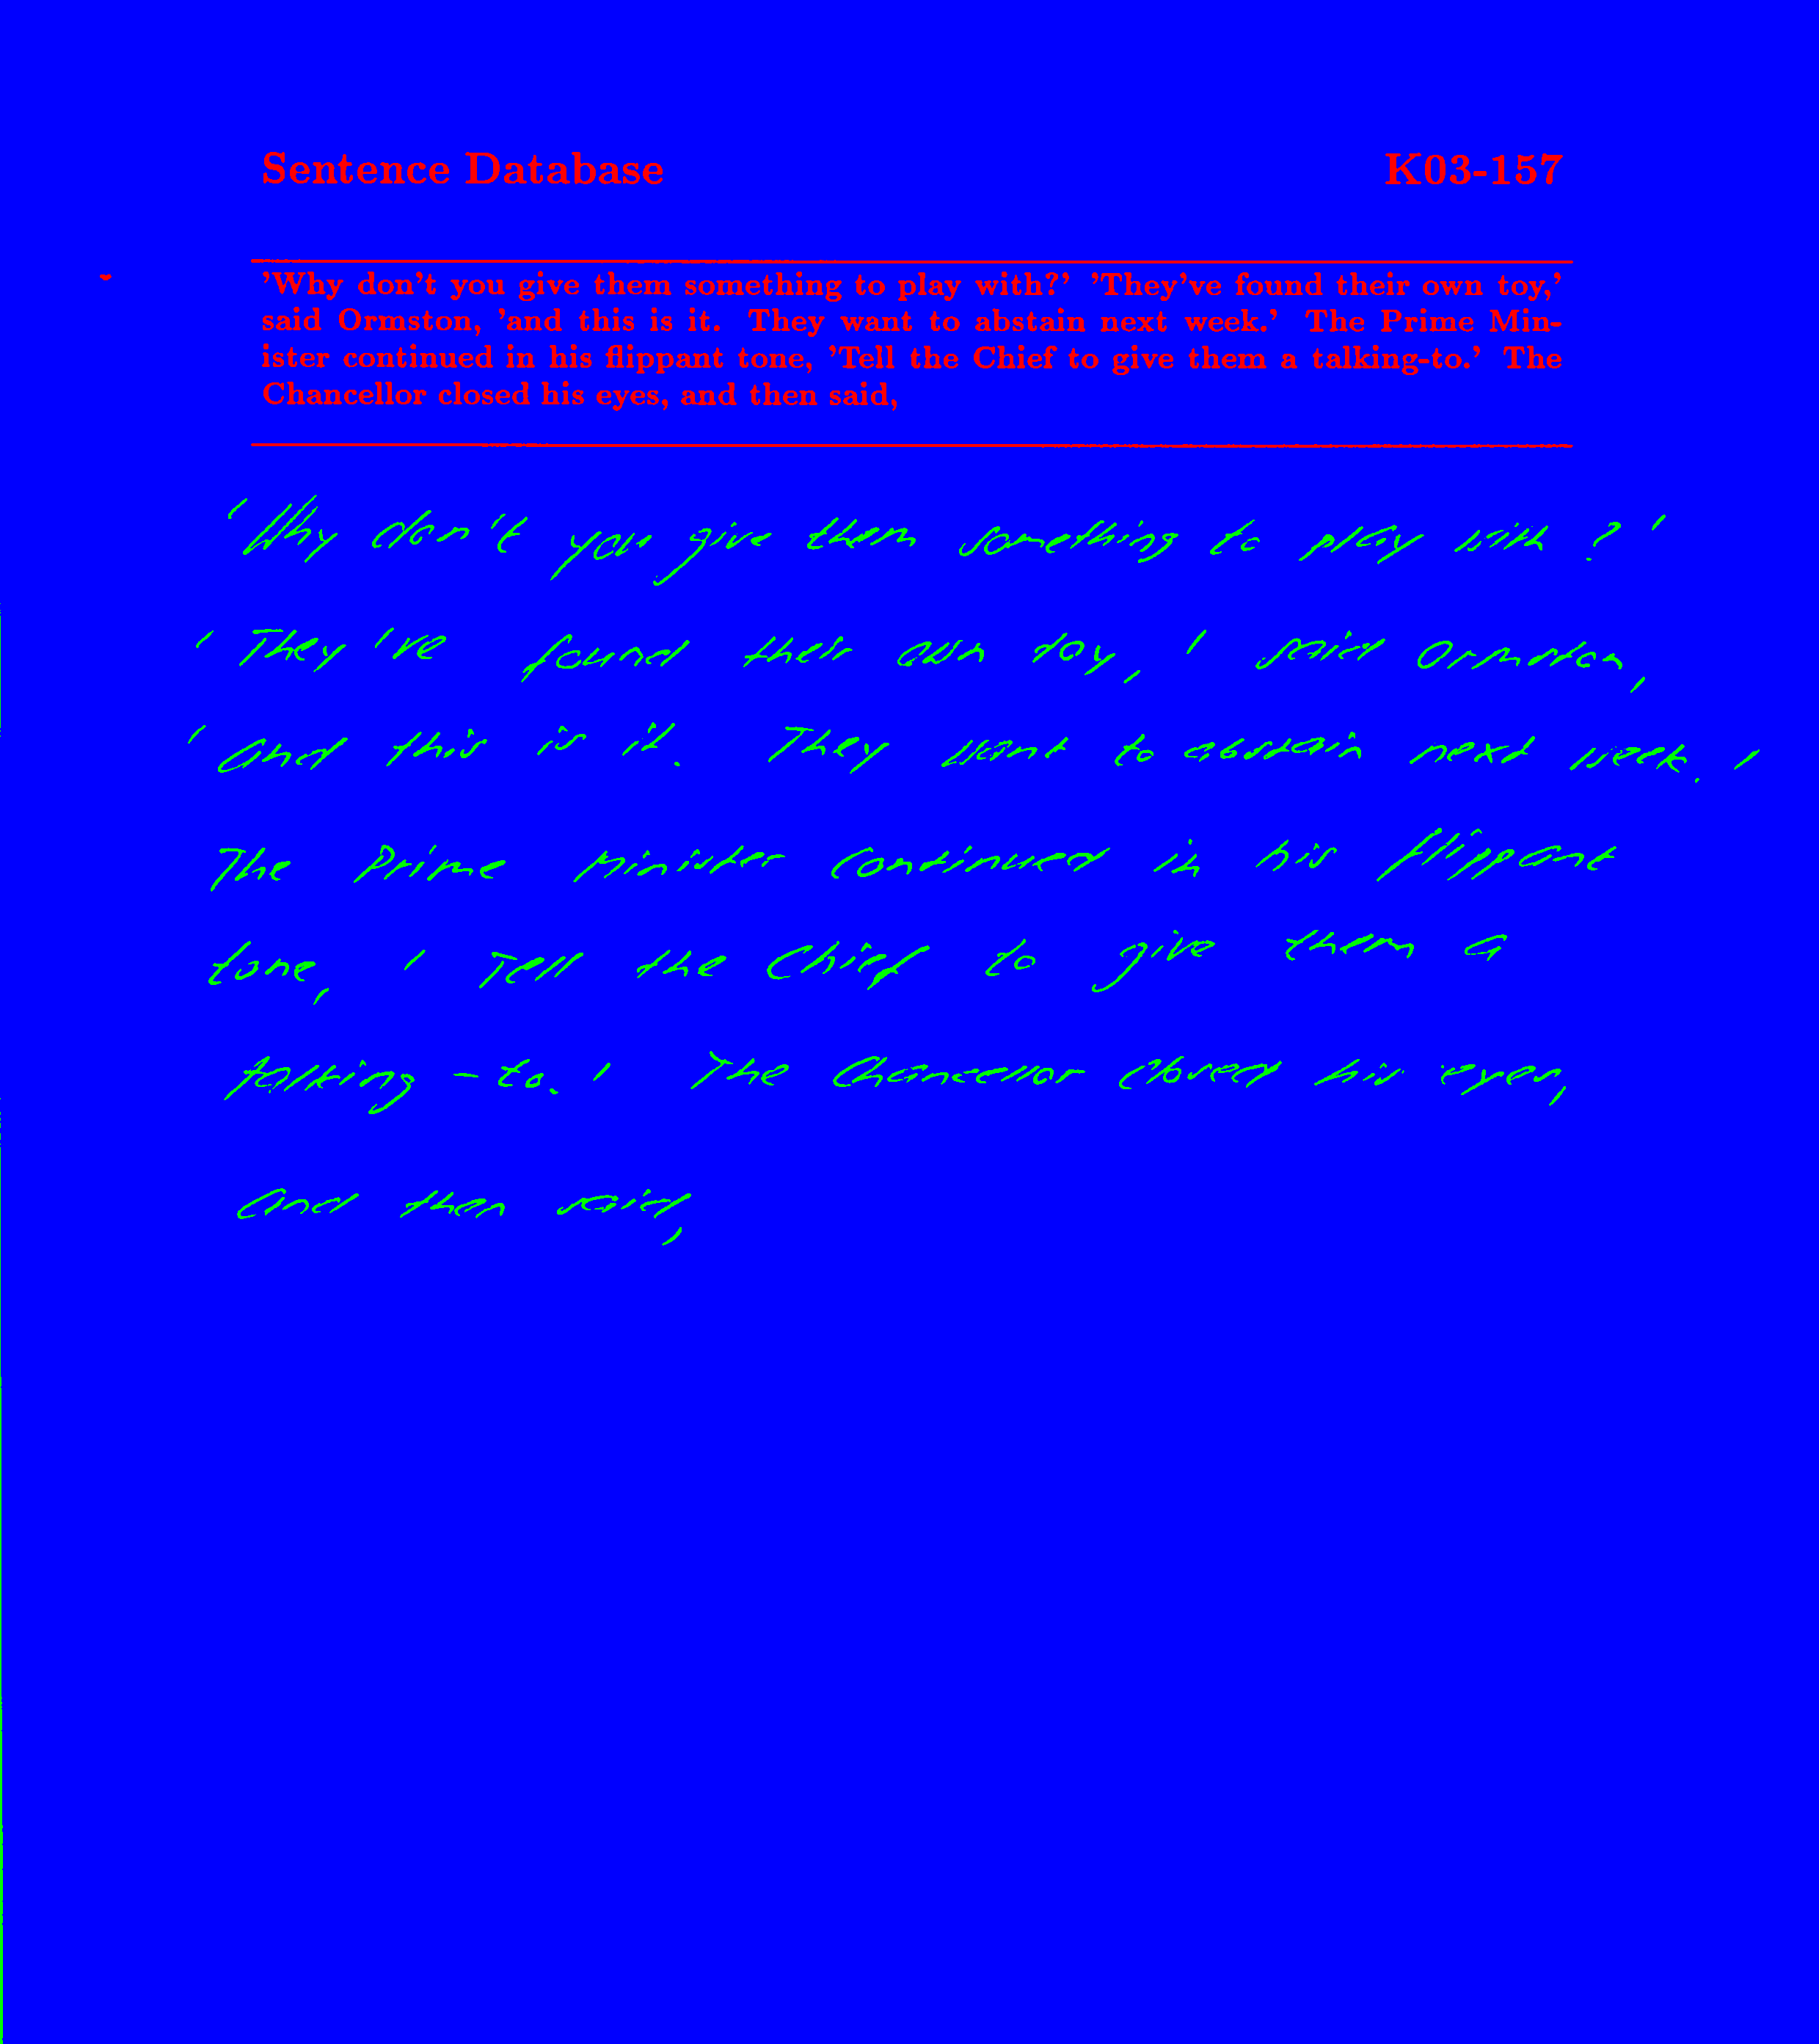 Sentence Database K03-157
'Why don't you give them something to play with?' 'They've found their own toy,'
said Ormston, 'and this is it. They want to abstain next week.' The Prime Min-
ister continued in his flippant tone, 'Tell the Chief to give them a talking-to.' The
Chancellor closed his eyes, and then said,
'Why don't you give them something to play with?'
'They've found their own toy,' said Ormston,
'and this is it. They want to abstain next week.'
The Prime Minister continued in his flippant
tone, 'Tell the Chief to give them a
talking-to.' The Chancellor closed his eyes,
and then said,